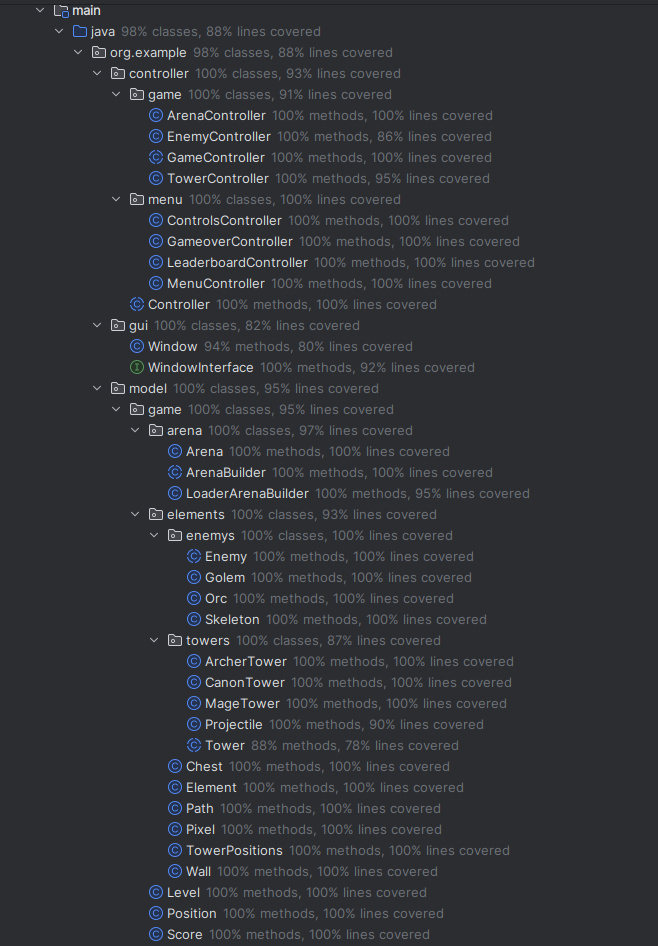 main
java 98% classes, 88% lines covered
org.example 98% classes, 88% lines covered
controller 100% classes, 93% lines covered
game 100% classes, 91% lines covered
ArenaController 100% methods, 100% lines covered
EnemyController 100% methods, 86% lines covered
GameController 100% methods, 100% lines covered
TowerController 100% methods, 95% lines covered
menu 100% classes, 100% lines covered
ControlsController 100% methods, 100% lines covered
GameoverController 100% methods, 100% lines covered
LeaderboardController 100% methods, 100% lines covered
MenuController 100% methods, 100% lines covered
Controller 100% methods, 100% lines covered
gui 100% classes, 82% lines covered
Window 94% methods, 80% lines covered
WindowInterface 100% methods, 92% lines covered
model 100% classes, 95% lines covered
game 100% classes, 95% lines covered
arena 100% classes, 97% lines covered
Arena 100% methods, 100% lines covered
ArenaBuilder 100% methods, 100% lines covered
LoaderArenaBuilder 100% methods, 95% lines covered
elements 100% classes, 93% lines covered
enemys 100% classes, 100% lines covered
Enemy 100% methods, 100% lines covered
Golem 100% methods, 100% lines covered
Orc 100% methods, 100% lines covered
Skeleton 100% methods, 100% lines covered
towers 100% classes, 87% lines covered
ArcherTower 100% methods, 100% lines covered
CanonTower 100% methods, 100% lines covered
MageTower 100% methods, 100% lines covered
Projectile 100% methods, 90% lines covered
Tower 88% methods, 78% lines covered
Chest 100% methods, 100% lines covered
Element 100% methods, 100% lines covered
Path 100% methods, 100% lines covered
Pixel 100% methods, 100% lines covered
TowerPositions 100% methods, 100% lines covered
Wall 100% methods, 100% lines covered
Level 100% methods, 100% lines covered
Position 100% methods, 100% lines covered
Score 100% methods, 100% lines covered